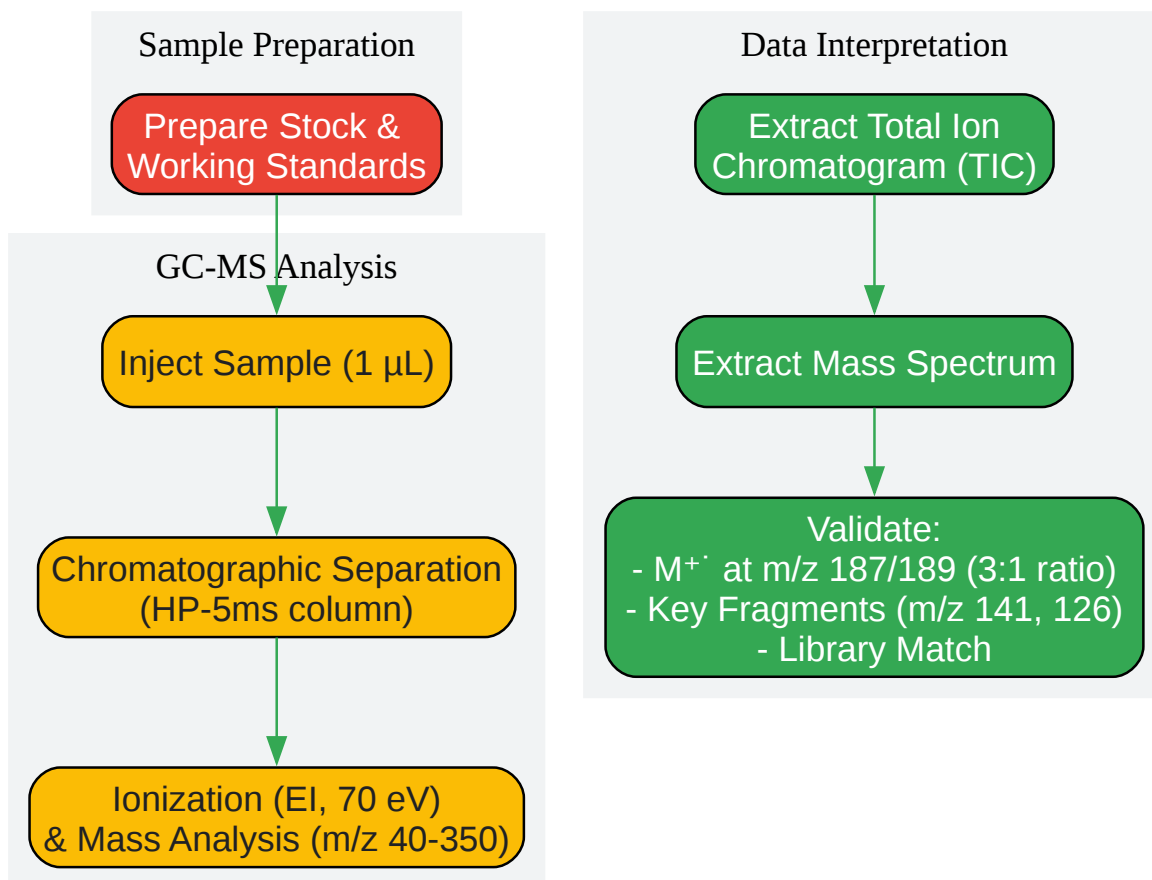 Sample Preparation
Prepare Stock &
Working Standards
GC-MS Analysis
Inject Sample (1 µL)
Chromatographic Separation
(HP-5ms column)
Ionization (EI, 70 eV)
& Mass Analysis (m/z 40-350)
Data Interpretation
Extract Total Ion
Chromatogram (TIC)
Extract Mass Spectrum
Validate:
- M⁺˙ at m/z 187/189 (3:1 ratio)
- Key Fragments (m/z 141, 126)
- Library Match